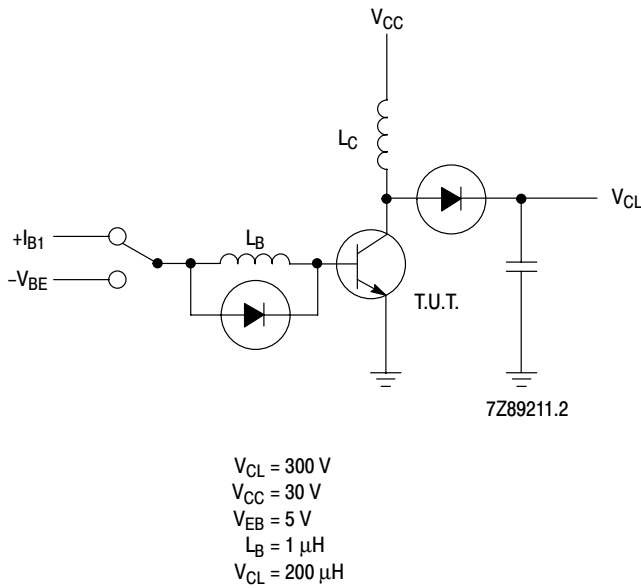 V_CC
L_C
V_CL
+I_B1
L_B
−V_BE
T.U.T.
7Z89211.2
V_CL = 300 V
V_CC = 30 V
V_EB = 5 V
L_B = 1 μH
V_CL = 200 μH